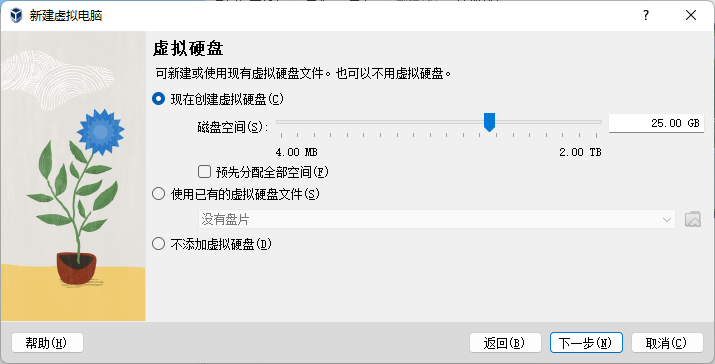 新建虚拟电脑
?
虚拟硬盘
可新建或使用现有虚拟硬盘文件。也可以不用虚拟硬盘。
现在创建虚拟硬盘(C)
磁盘空间(S):
25.00 GB
4.00 MB
2.00 TB
预先分配全部空间(F)
使用已有的虚拟硬盘文件(S)
没有盘片
不添加虚拟硬盘(D)
帮助(H)
返回(B)
下一步(N)
取消(C)